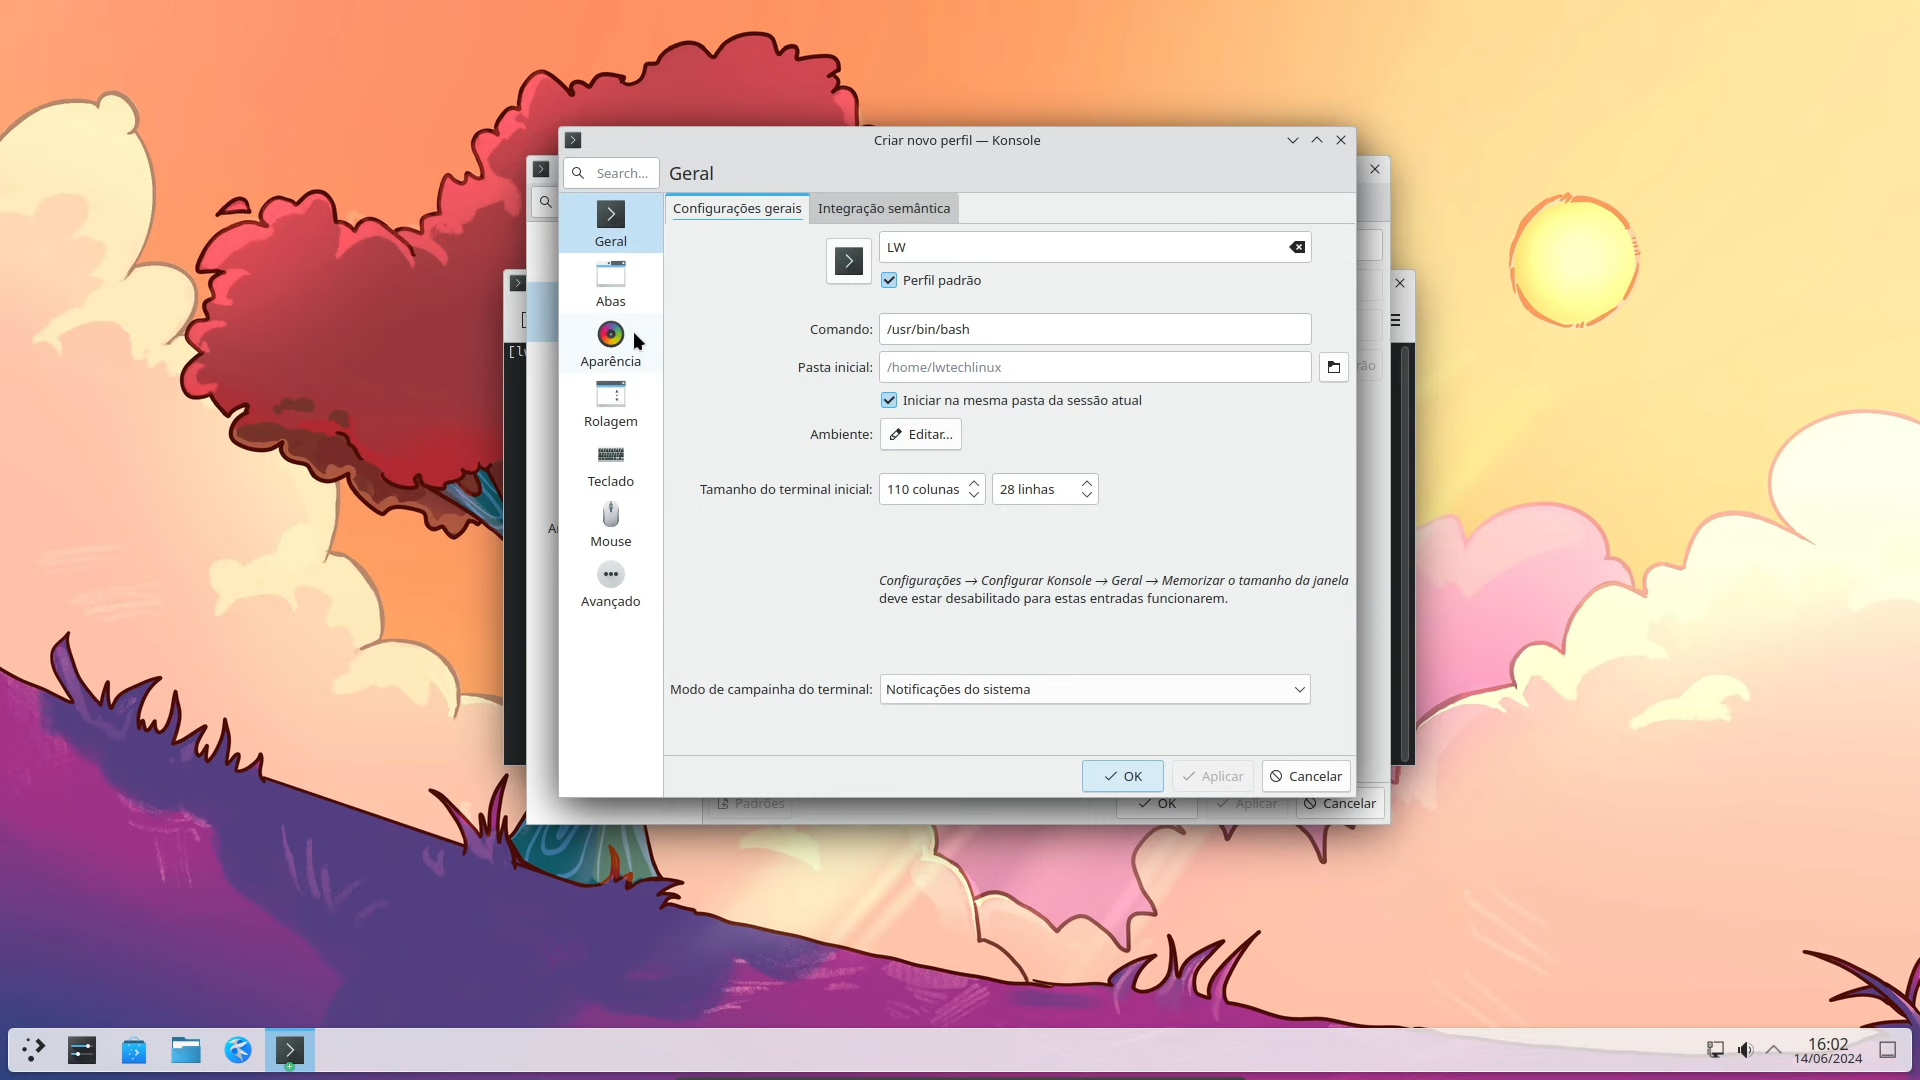 Criar novo perfil — Konsole
Search...
Geral
Geral
Abas
Aparência
Rolagem
Teclado
Mouse
Avançado
Configurações gerais
Integração semântica
LW
Perfil padrão
Comando: /usr/bin/bash
Pasta inicial: /home/lwtechlinux
Iniciar na mesma pasta da sessão atual
Ambiente: Editar...
Tamanho do terminal inicial: 110 colunas 28 linhas
Configurações → Configurar Konsole → Geral → Memorizar o tamanho da janela
deve estar desabilitado para estas entradas funcionarem.
Modo de campainha do terminal: Notificações do sistema
OK Aplicar Cancelar
Padrões OK Aplicar Cancelar
16:02
14/06/2024